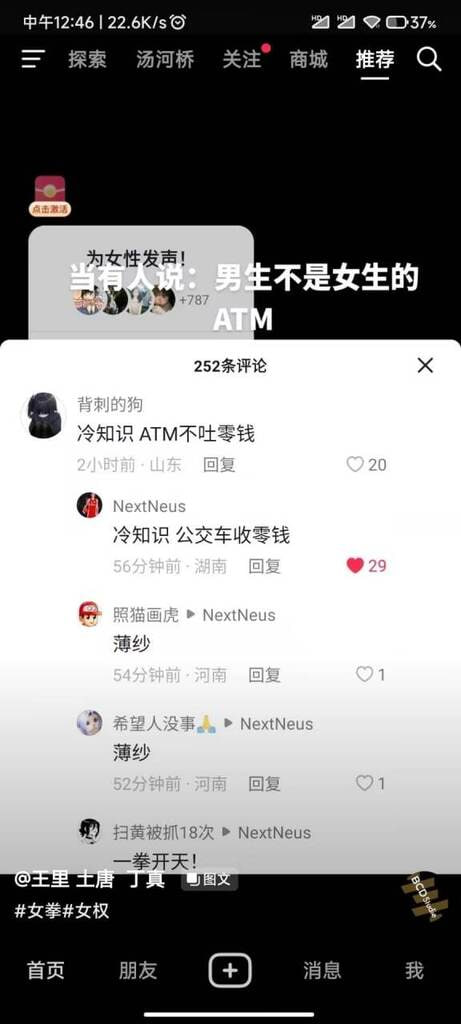 中午12:46 | 22.6K/s
HD HD 37%
探索 汤河桥 关注 商城 推荐
点击激活
为女性发声！
+787
当有人说：男生不是女生的
ATM
252条评论
背刺的狗
冷知识 ATM不吐零钱
2小时前 · 山东 回复 20
NextNeus
冷知识 公交车收零钱
56分钟前 · 湖南 回复 29
照猫画虎 NextNeus
薄纱
54分钟前 · 河南 回复 1
希望人没事🙏 NextNeus
薄纱
52分钟前 · 河南 回复 1
扫黄被抓18次 NextNeus
一拳开天！
@王里 土唐 丁真 图文
BCD Studio
#女拳#女权
首页 朋友 消息 我